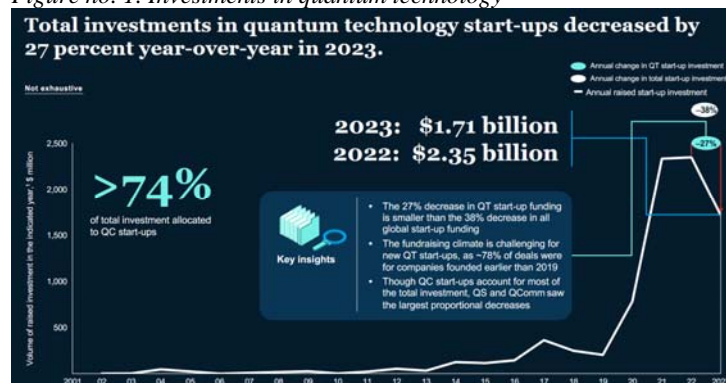 Figure no. 1. Investments in quantum technology
Total investments in quantum technology start-ups decreased by
27 percent year-over-year in 2023.
Not exhaustive
Annual change in QT start-up investment
Annual change in total start-up investment
Annual raised start-up investment
–38%
–27%
2023: $1.71 billion
2022: $2.35 billion
>74%
of total investment allocated
to QC start-ups
Key insights
• The 27% decrease in QT start-up funding
is smaller than the 38% decrease in all
global start-up funding
• The fundraising climate is challenging for
new QT start-ups, as ~78% of deals were
for companies founded earlier than 2019
• Though QC start-ups account for most of
the total investment, QS and QComm saw
the largest proportional decreases
Volume of raised investment in the indicated year,¹ $ million
2,500
2,000
1,500
1,000
500
2001 02 03 04 05 06 07 08 09 10 11 12 13 14 15 16 17 18 19 20 21 22